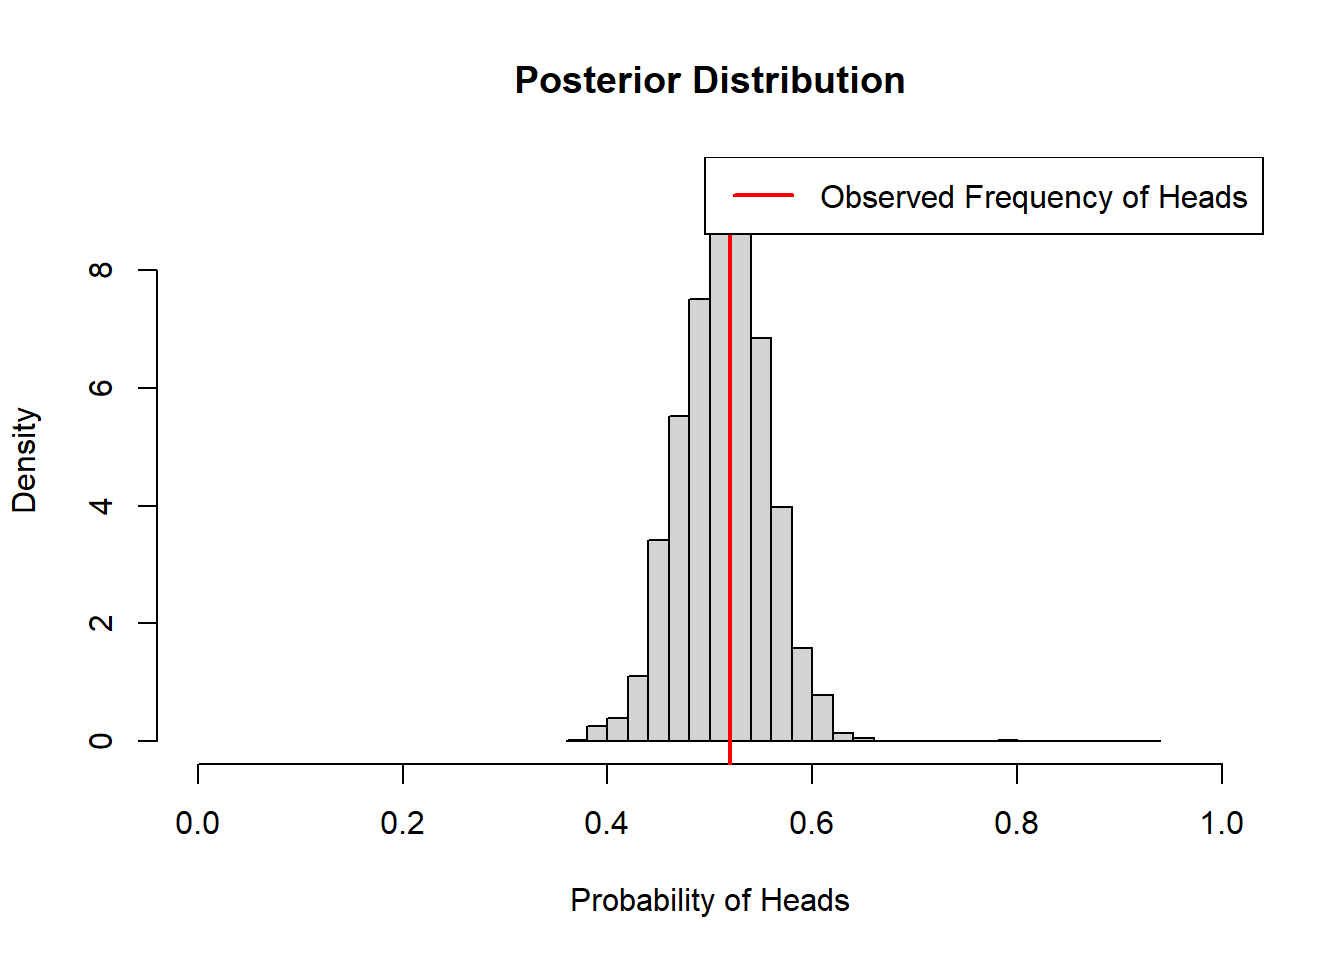 Posterior Distribution
Observed Frequency of Heads
8
6
4
2
0
Density
0.0 0.2 0.4 0.6 0.8 1.0
Probability of Heads